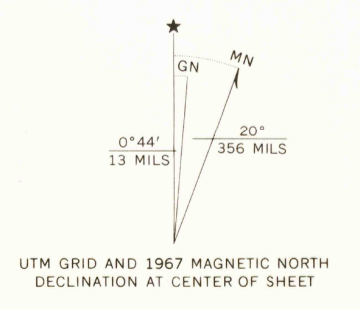 ★
GN
MN
0°44'
13 MILS
20°
356 MILS
UTM GRID AND 1967 MAGNETIC NORTH
DECLINATION AT CENTER OF SHEET